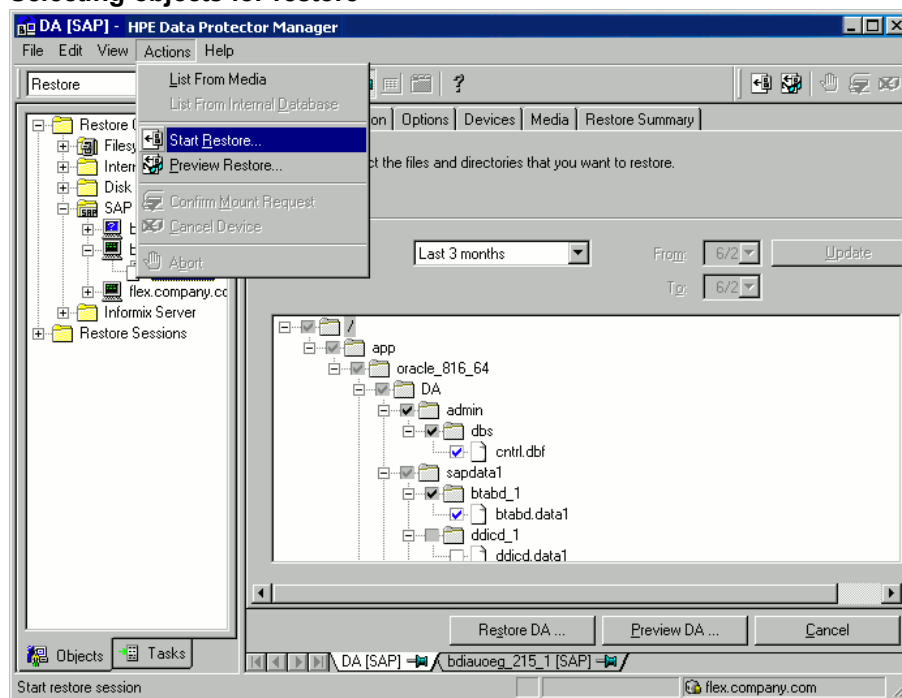 Selecting objects for restore
DA [SAP] - HPE Data Protector Manager
File Edit View Actions Help
Restore
List From Media
List From Internal Database
Start Restore...
Preview Restore...
Confirm Mount Request
Cancel Device
Abort
Options Devices Media Restore Summary
the files and directories that you want to restore.
Restore
Disk
SAP
flex.company.cc
Informix Server
Restore Sessions
Last 3 months
From: 6/2
Update
To: 6/2
/
app
oracle_816_64
DA
admin
dbs
cntrl.dbf
sapdata1
btabd_1
btabd.data1
ddicd_1
ddicd.data1
Restore DA ...
Preview DA ...
Cancel
Objects
Tasks
DA [SAP]
bdiauoeg_215_1 [SAP]
Start restore session
flex.company.com